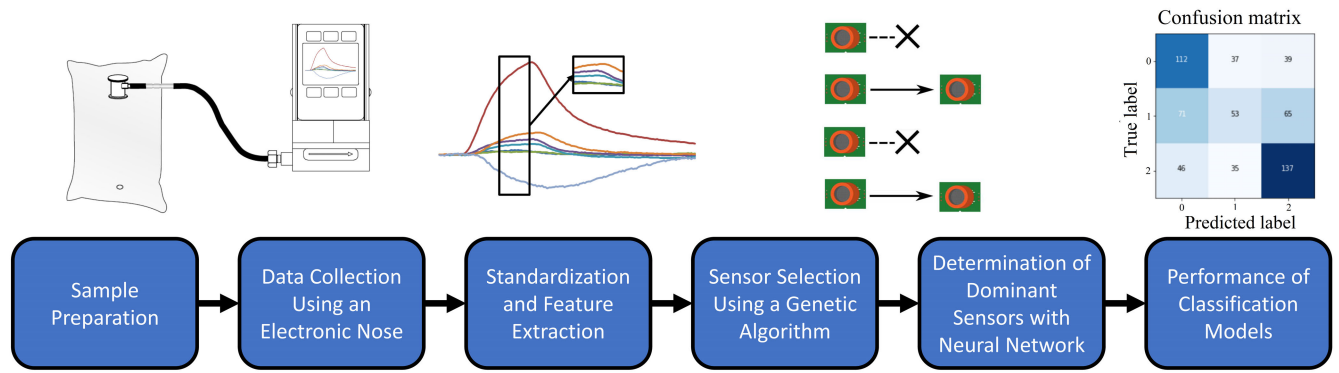 Confusion matrix
True label
0
112
37
39
1
71
53
65
2
46
35
137
0
1
2
Predicted label
Sample
Preparation
Data Collection
Using an
Electronic Nose
Standardization
and Feature
Extraction
Sensor Selection
Using a Genetic
Algorithm
Determination of
Dominant
Sensors with
Neural Network
Performance of
Classification
Models